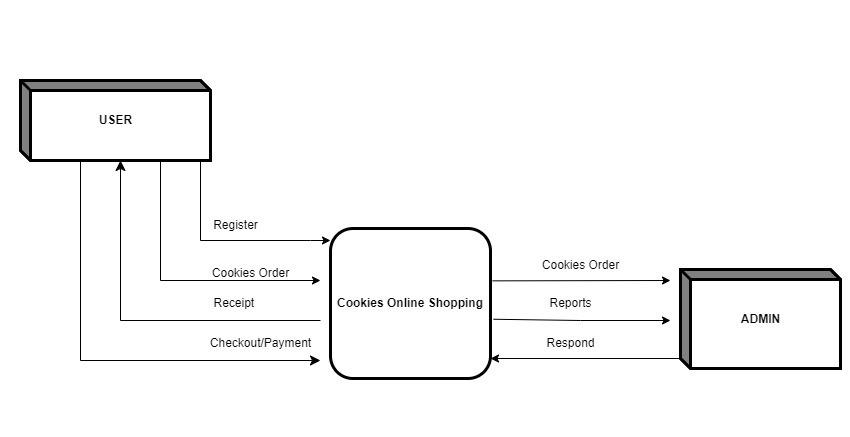 USER
Register
Cookies Order
Receipt
Checkout/Payment
Cookies Online Shopping
Cookies Order
Reports
Respond
ADMIN